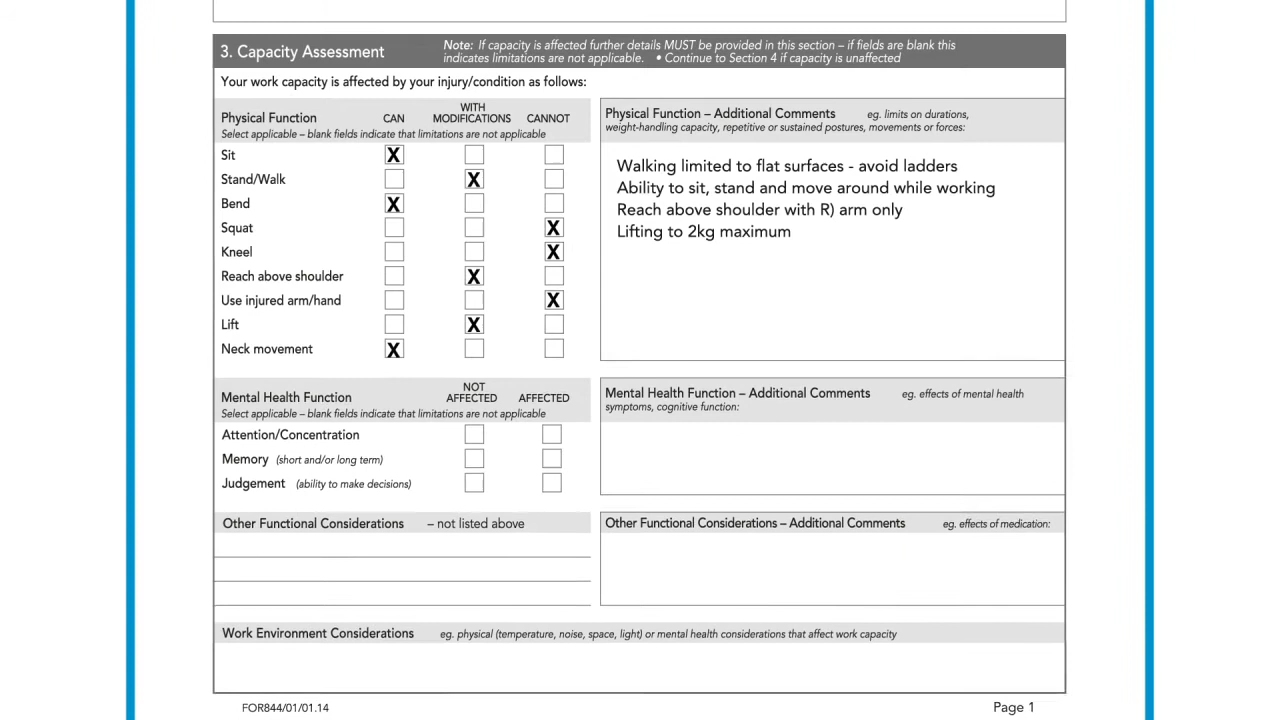 3. Capacity Assessment
Note: If capacity is affected further details MUST be provided in this section – if fields are blank this
indicates limitations are not applicable. • Continue to Section 4 if capacity is unaffected
Your work capacity is affected by your injury/condition as follows:
Physical Function CAN WITH MODIFICATIONS CANNOT
Select applicable – blank fields indicate that limitations are not applicable
Sit X
Stand/Walk X
Bend X
Squat X
Kneel X
Reach above shoulder X
Use injured arm/hand X
Lift X
Neck movement X
Physical Function – Additional Comments eg. limits on durations,
weight-handling capacity, repetitive or sustained postures, movements or forces:
Walking limited to flat surfaces - avoid ladders
Ability to sit, stand and move around while working
Reach above shoulder with R) arm only
Lifting to 2kg maximum
Mental Health Function NOT AFFECTED AFFECTED
Select applicable – blank fields indicate that limitations are not applicable
Attention/Concentration
Memory (short and/or long term)
Judgement (ability to make decisions)
Mental Health Function – Additional Comments eg. effects of mental health
symptoms, cognitive function:
Other Functional Considerations – not listed above
Other Functional Considerations – Additional Comments eg. effects of medication:
Work Environment Considerations eg. physical (temperature, noise, space, light) or mental health considerations that affect work capacity
FOR844/01/01.14
Page 1